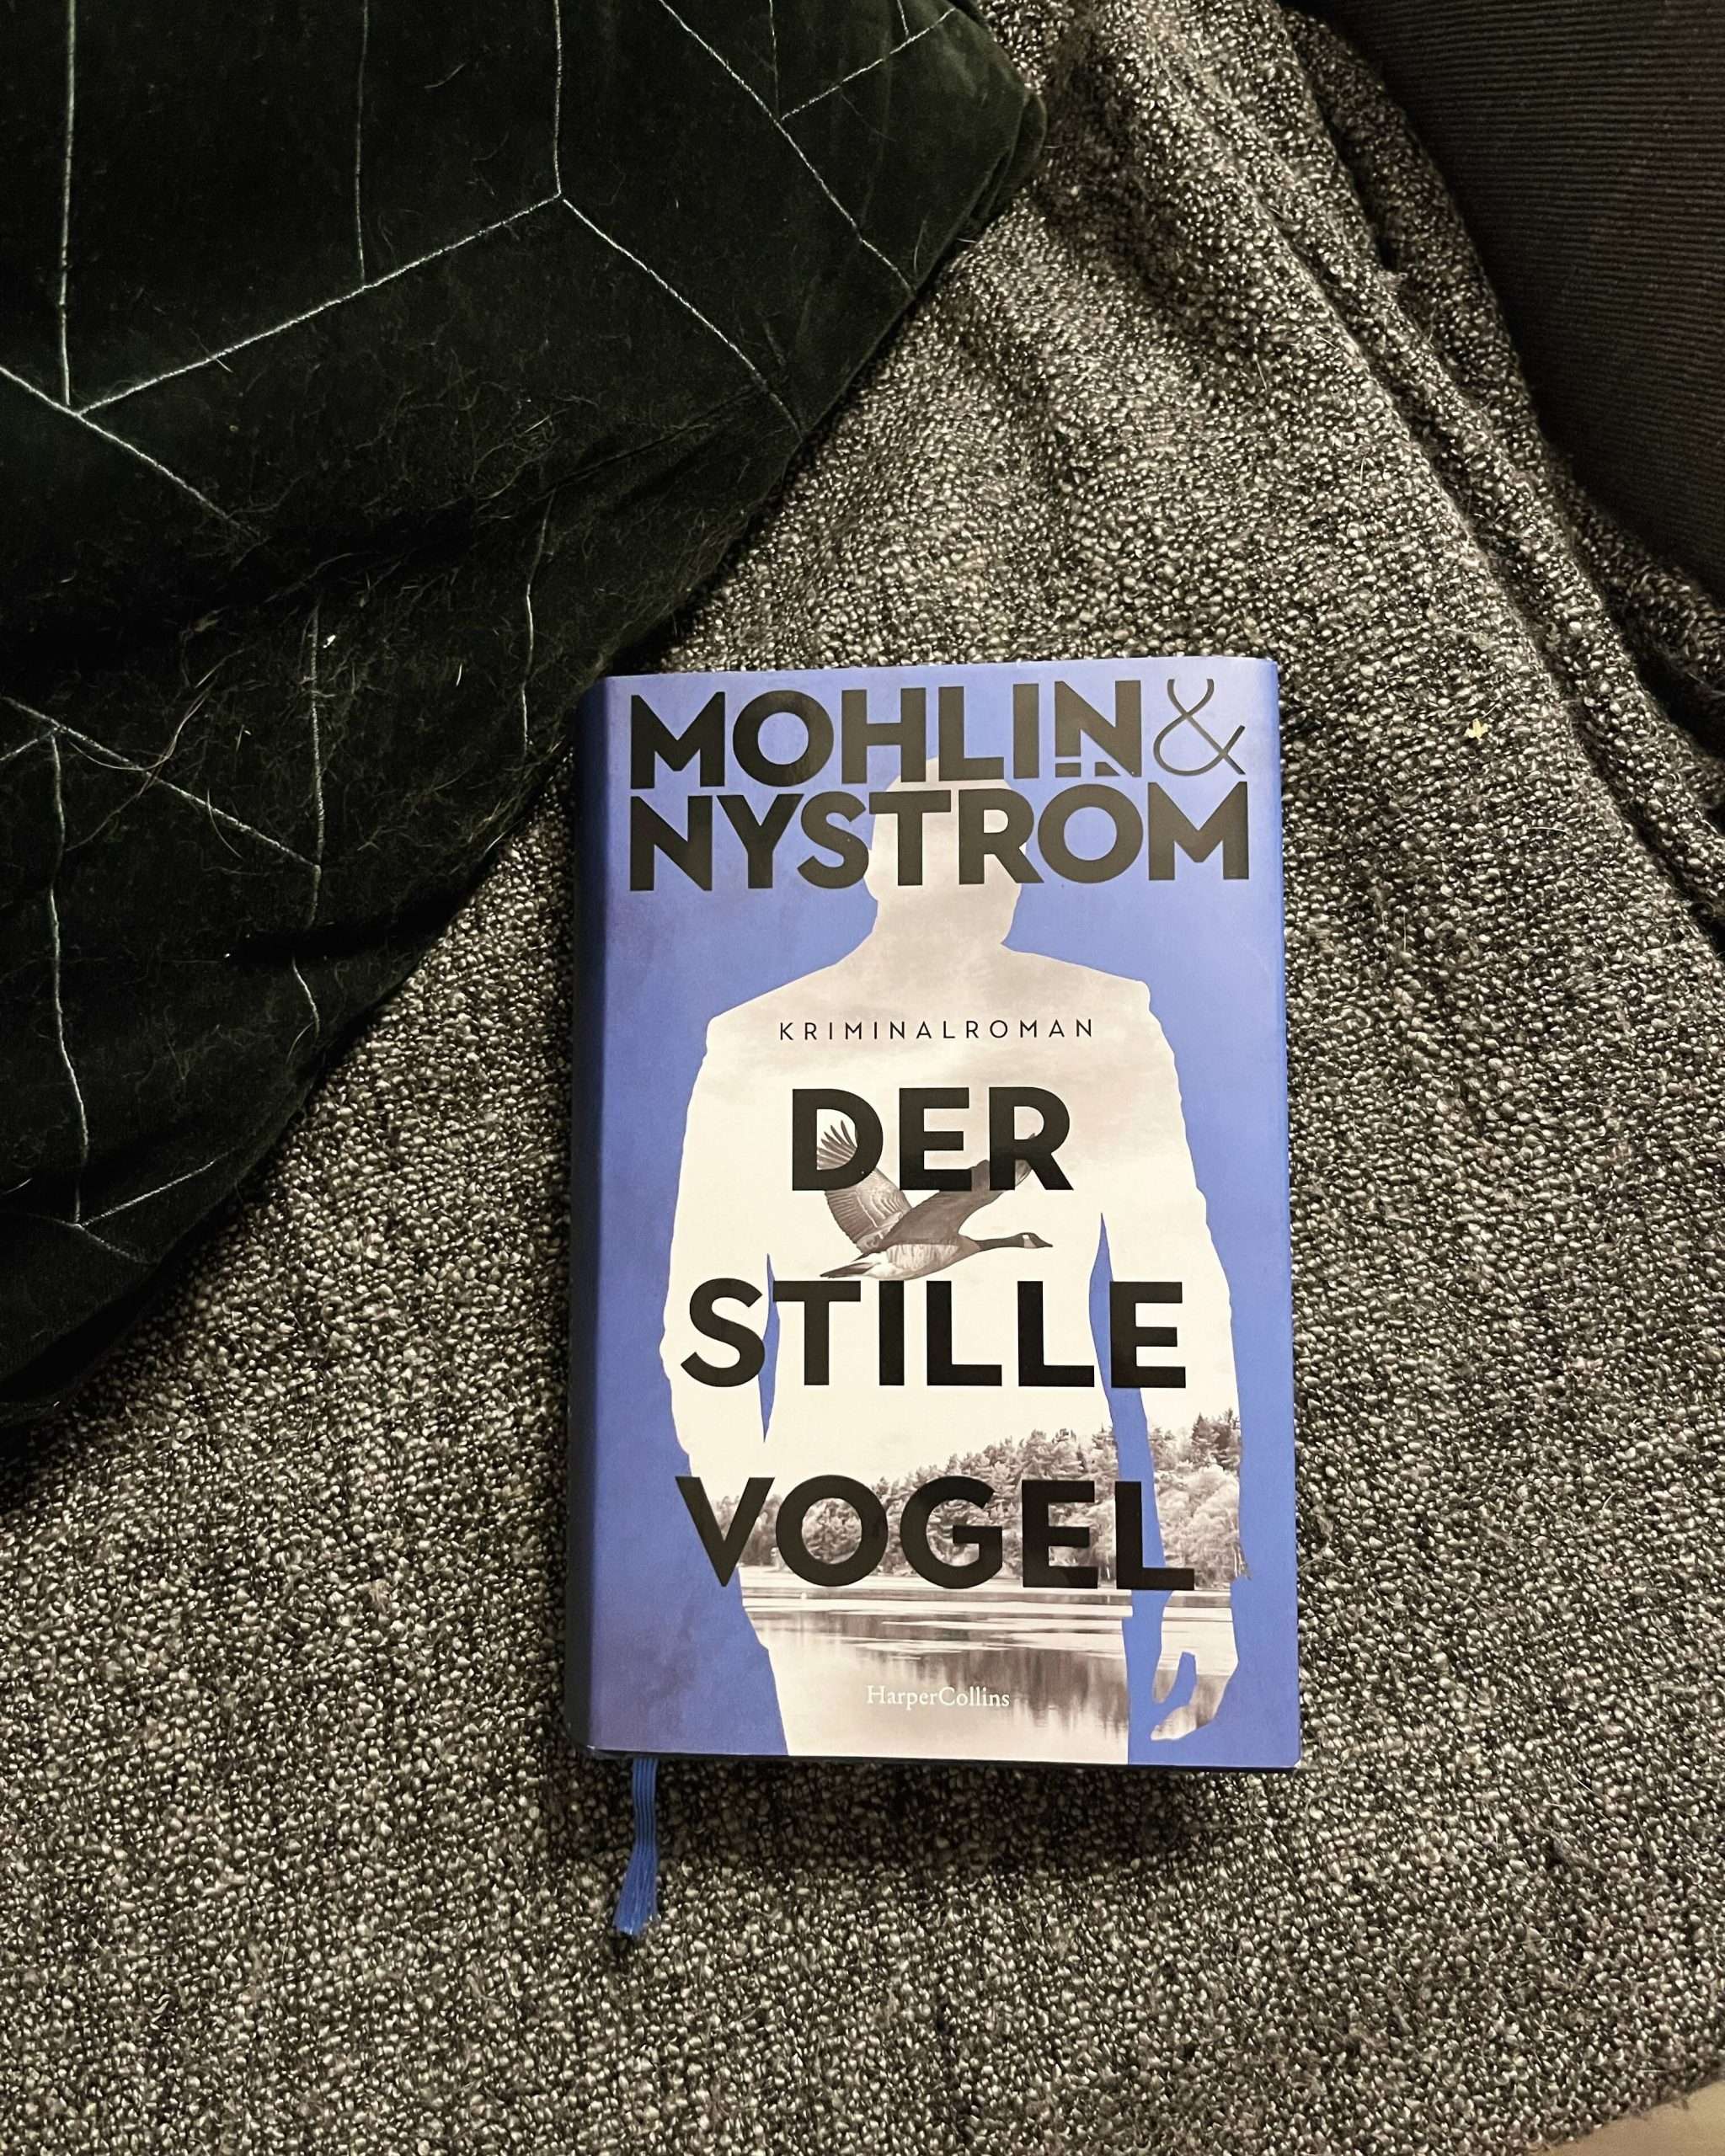 MOHLIN &
NYSTRÖM
KRIMINALROMAN
DER
STILLE
VOGEL
HarperCollins